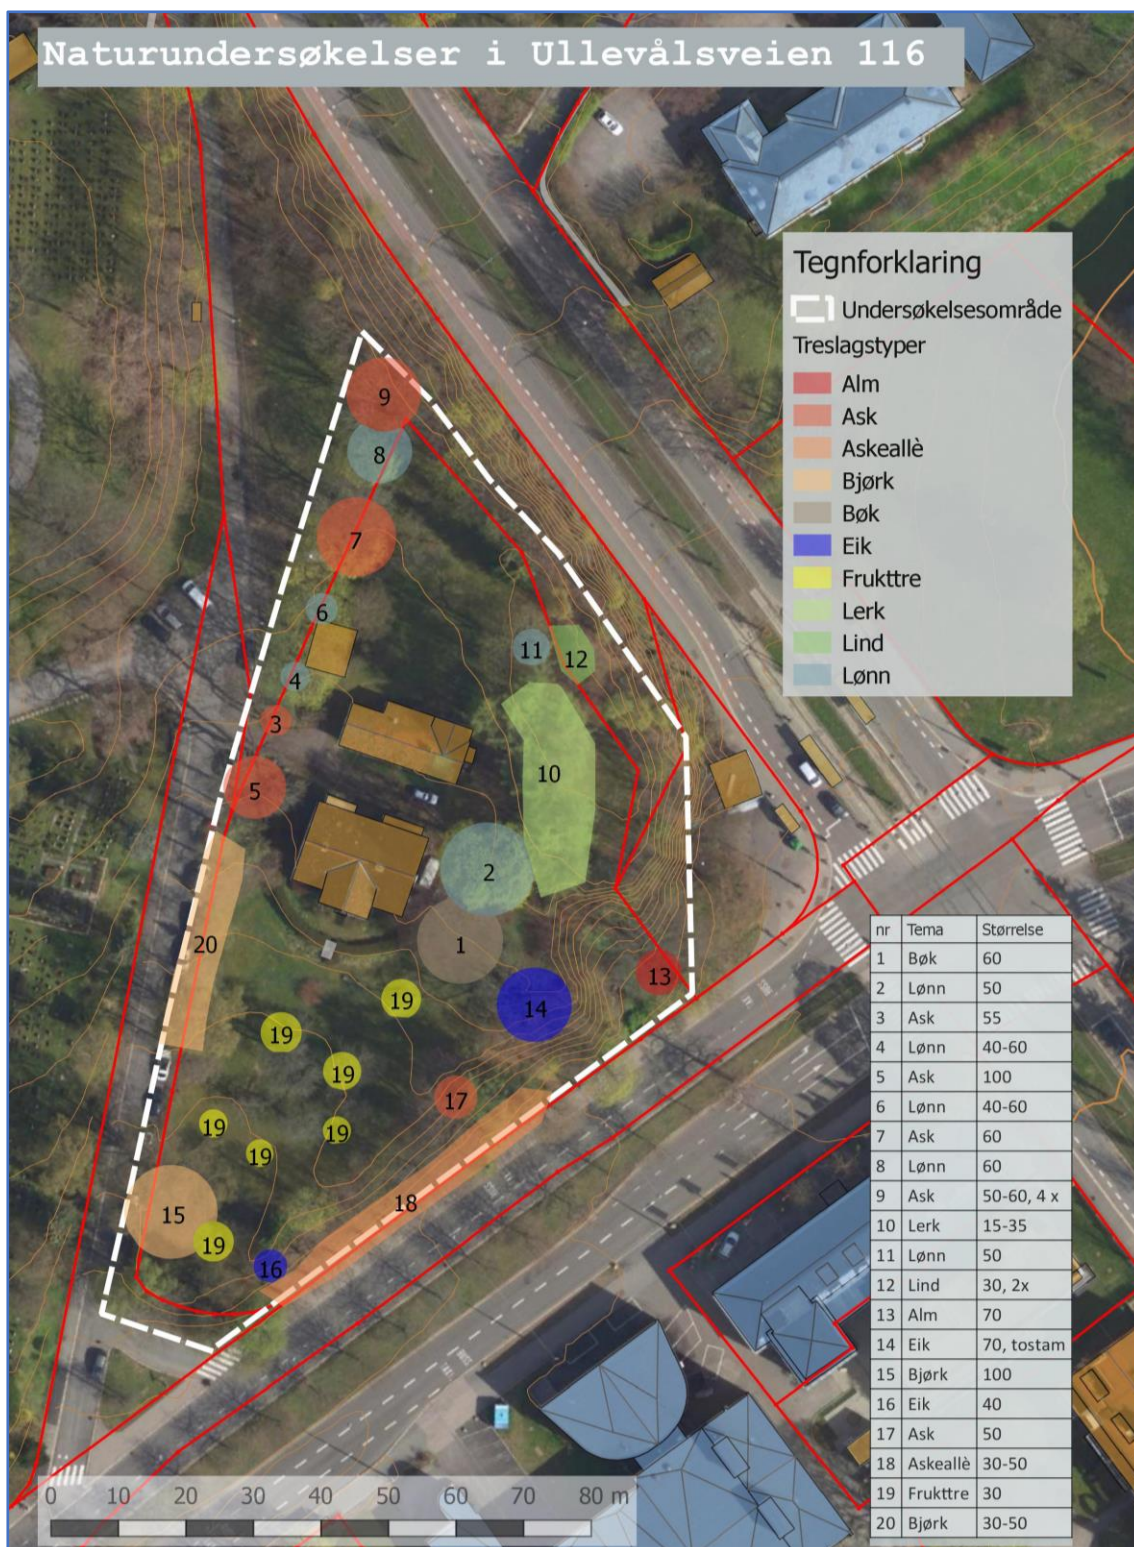 Naturundersøkelser i Ullevålsveien 116
Tegnforklaring
Undersøkelsesområde
Treslagstyper
Alm
Ask
Askeallè
Bjørk
Bøk
Eik
Frukttre
Lerk
Lind
Lønn
9
8
7
6
11
12
4
3
10
5
2
20
1
13
19
14
19
19
17
19
19
19
18
15
19
16
nr Tema Størrelse
1 Bøk 60
2 Lønn 50
3 Ask 55
4 Lønn 40-60
5 Ask 100
6 Lønn 40-60
7 Ask 60
8 Lønn 60
9 Ask 50-60, 4 x
10 Lerk 15-35
11 Lønn 50
12 Lind 30, 2x
13 Alm 70
14 Eik 70, tostam
15 Bjørk 100
16 Eik 40
17 Ask 50
18 Askeallè 30-50
19 Frukttre 30
20 Bjørk 30-50
0 10 20 30 40 50 60 70 80 m